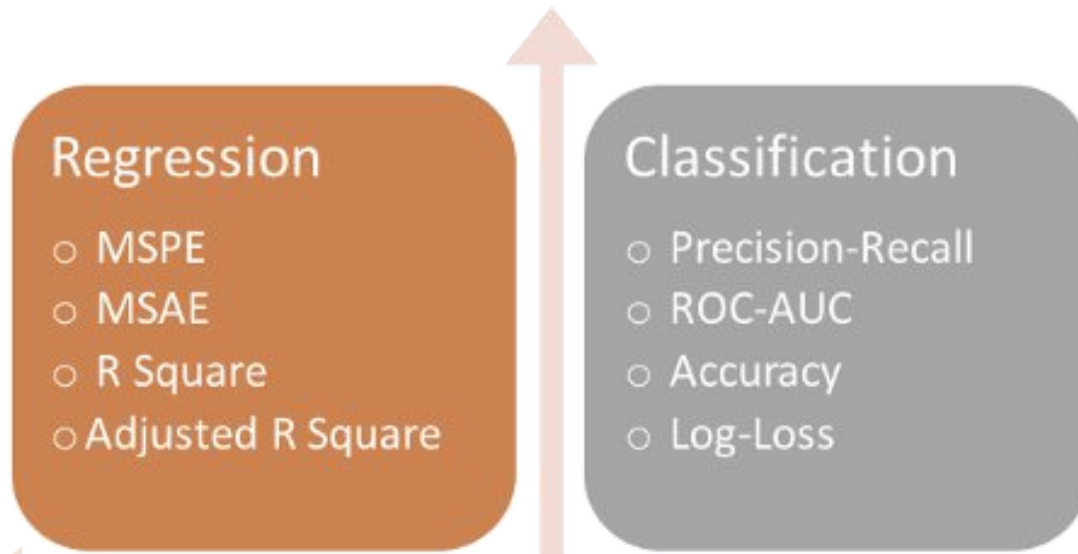 Regression
o MSPE
o MSAE
o R Square
o Adjusted R Square
Classification
o Precision-Recall
o ROC-AUC
o Accuracy
o Log-Loss